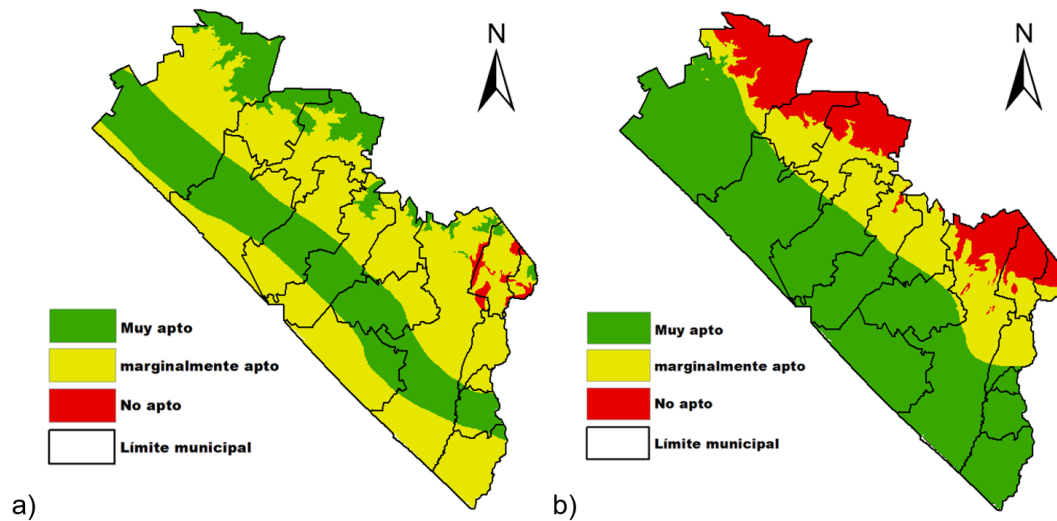 N
Muy apto
marginalmente apto
No apto
Límite municipal
a)
N
Muy apto
marginalmente apto
No apto
Límite municipal
b)